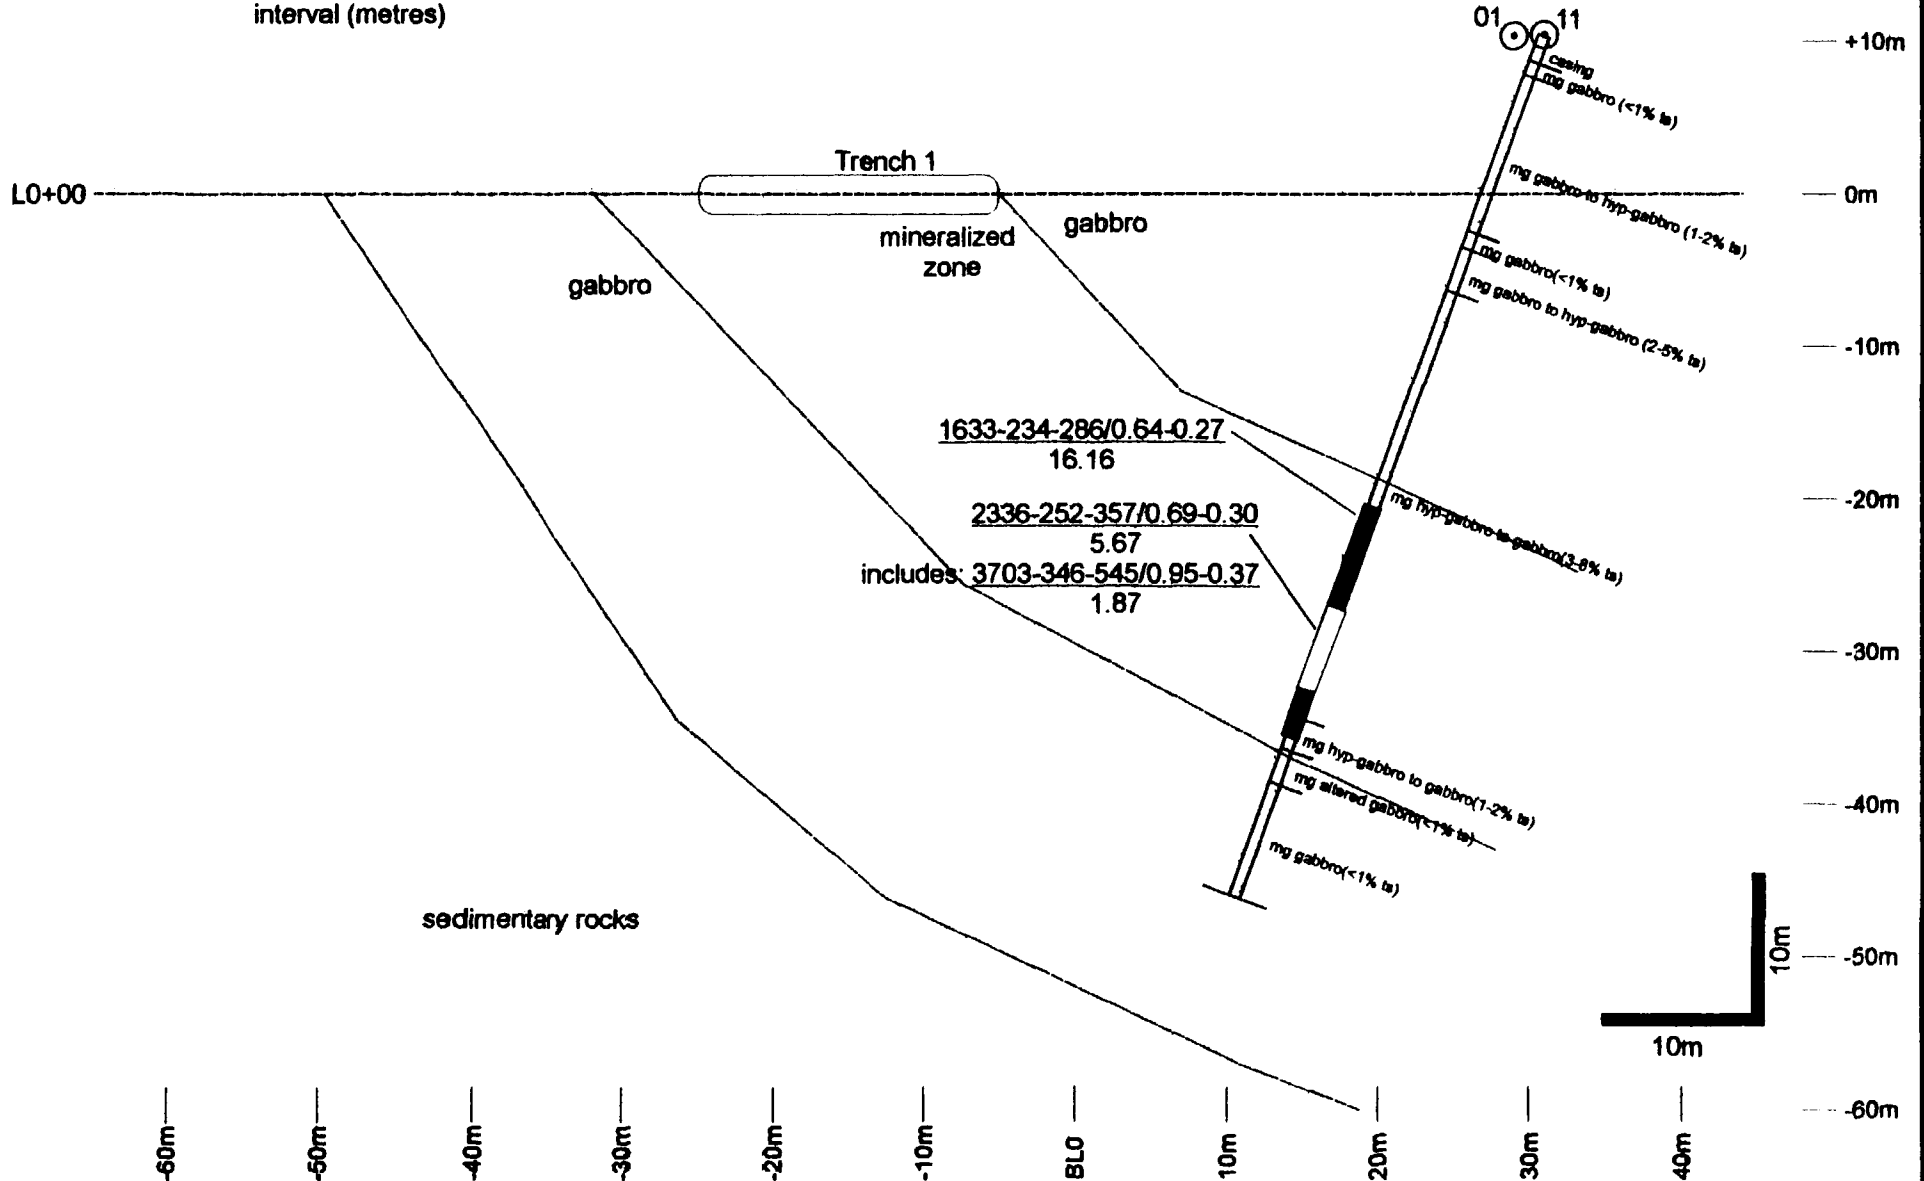 interval (metres)
01
11
+10m
casing
mg gabbro (<1% ts)
Trench 1
L0+00
0m
mg gabbro to hyp-gabbro (1-2% ts)
gabbro
mineralized
zone
gabbro
mg gabbro(<1% ts)
mg gabbro to hyp-gabbro (2-5% ts)
-10m
1633-234-286/0.64-0.27
16.16
-20m
mg hyp-gabbro to gabbro(3-8% ts)
2336-252-357/0.69-0.30
5.67
includes: 3703-346-545/0.95-0.37
1.87
-30m
mg hyp-gabbro to gabbro(1-2% ts)
mg altered gabbro(<1% ts)
-40m
mg gabbro(<1% ts)
sedimentary rocks
-50m
10m
10m
-60m
-60m
-50m
-40m
-30m
-20m
-10m
BL0
10m
20m
30m
40m